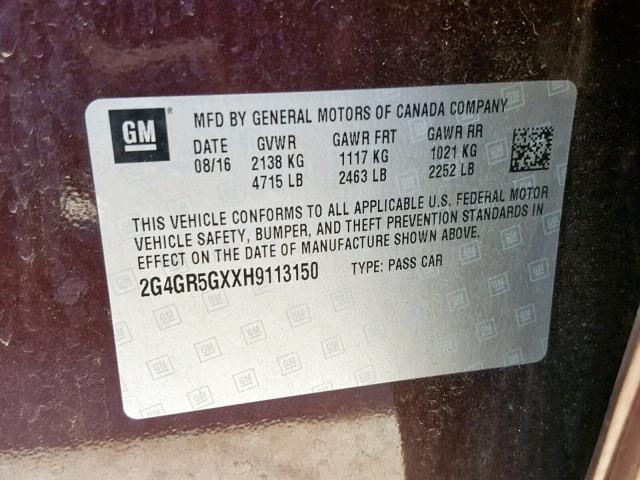 GM ®
MFD BY GENERAL MOTORS OF CANADA COMPANY
DATE GVWR GAWR FRT GAWR RR
08/16 2138 KG 1117 KG 1021 KG
4715 LB 2463 LB 2252 LB
THIS VEHICLE CONFORMS TO ALL APPLICABLE U.S. FEDERAL MOTOR
VEHICLE SAFETY, BUMPER, AND THEFT PREVENTION STANDARDS IN
EFFECT ON THE DATE OF MANUFACTURE SHOWN ABOVE.
2G4GR5GXXH9113150 TYPE: PASS CAR